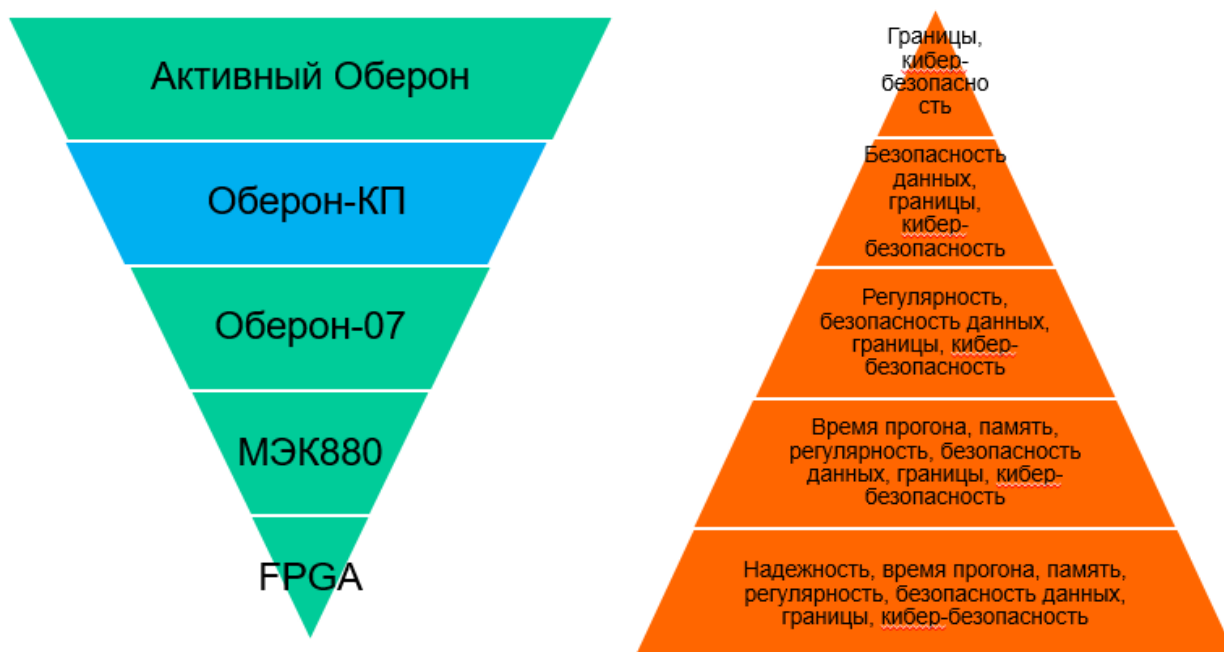 Активный Оберон
Оберон-КП
Оберон-07
МЭК880
FPGA
Границы,
кибер-
безопасно
сть
Безопасность
данных,
границы,
кибер-
безопасность
Регулярность,
безопасность данных,
границы, кибер-
безопасность
Время прогона, память,
регулярность, безопасность
данных, границы, кибер-
безопасность
Надежность, время прогона, память,
регулярность, безопасность данных,
границы, кибер-безопасность